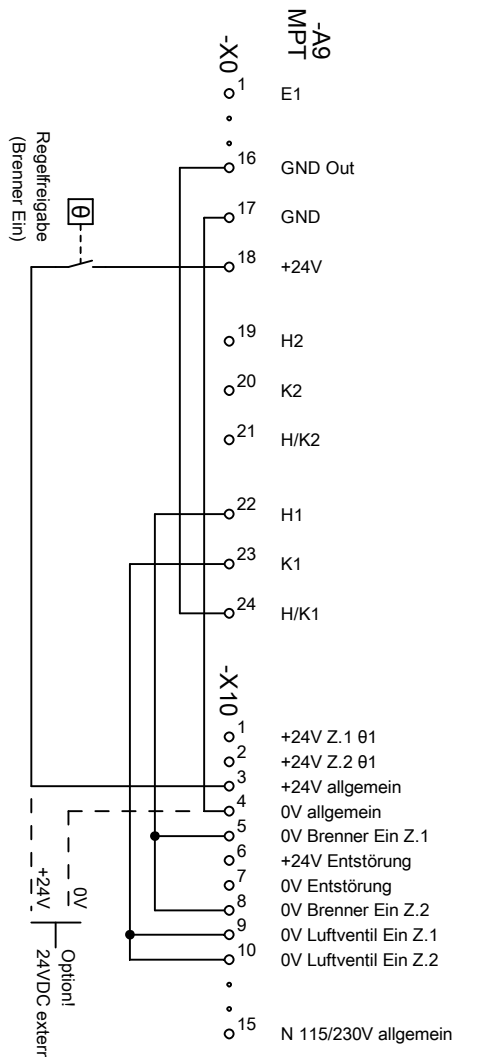 -A9
MPT
-X0
1 E1
16 GND Out
17 GND
18 +24V
19 H2
20 K2
21 H/K2
22 H1
23 K1
24 H/K1
Regelfreigabe
(Brenner Ein)
θ
-X10
1 +24V Z.1 θ1
2 +24V Z.2 θ1
3 +24V allgemein
4 0V allgemein
5 0V Brenner Ein Z.1
6 +24V Entstörung
7 0V Entstörung
8 0V Brenner Ein Z.2
9 0V Luftventil Ein Z.1
10 0V Luftventil Ein Z.2
15 N 115/230V allgemein
0V
+24V
Option!
24VDC extern